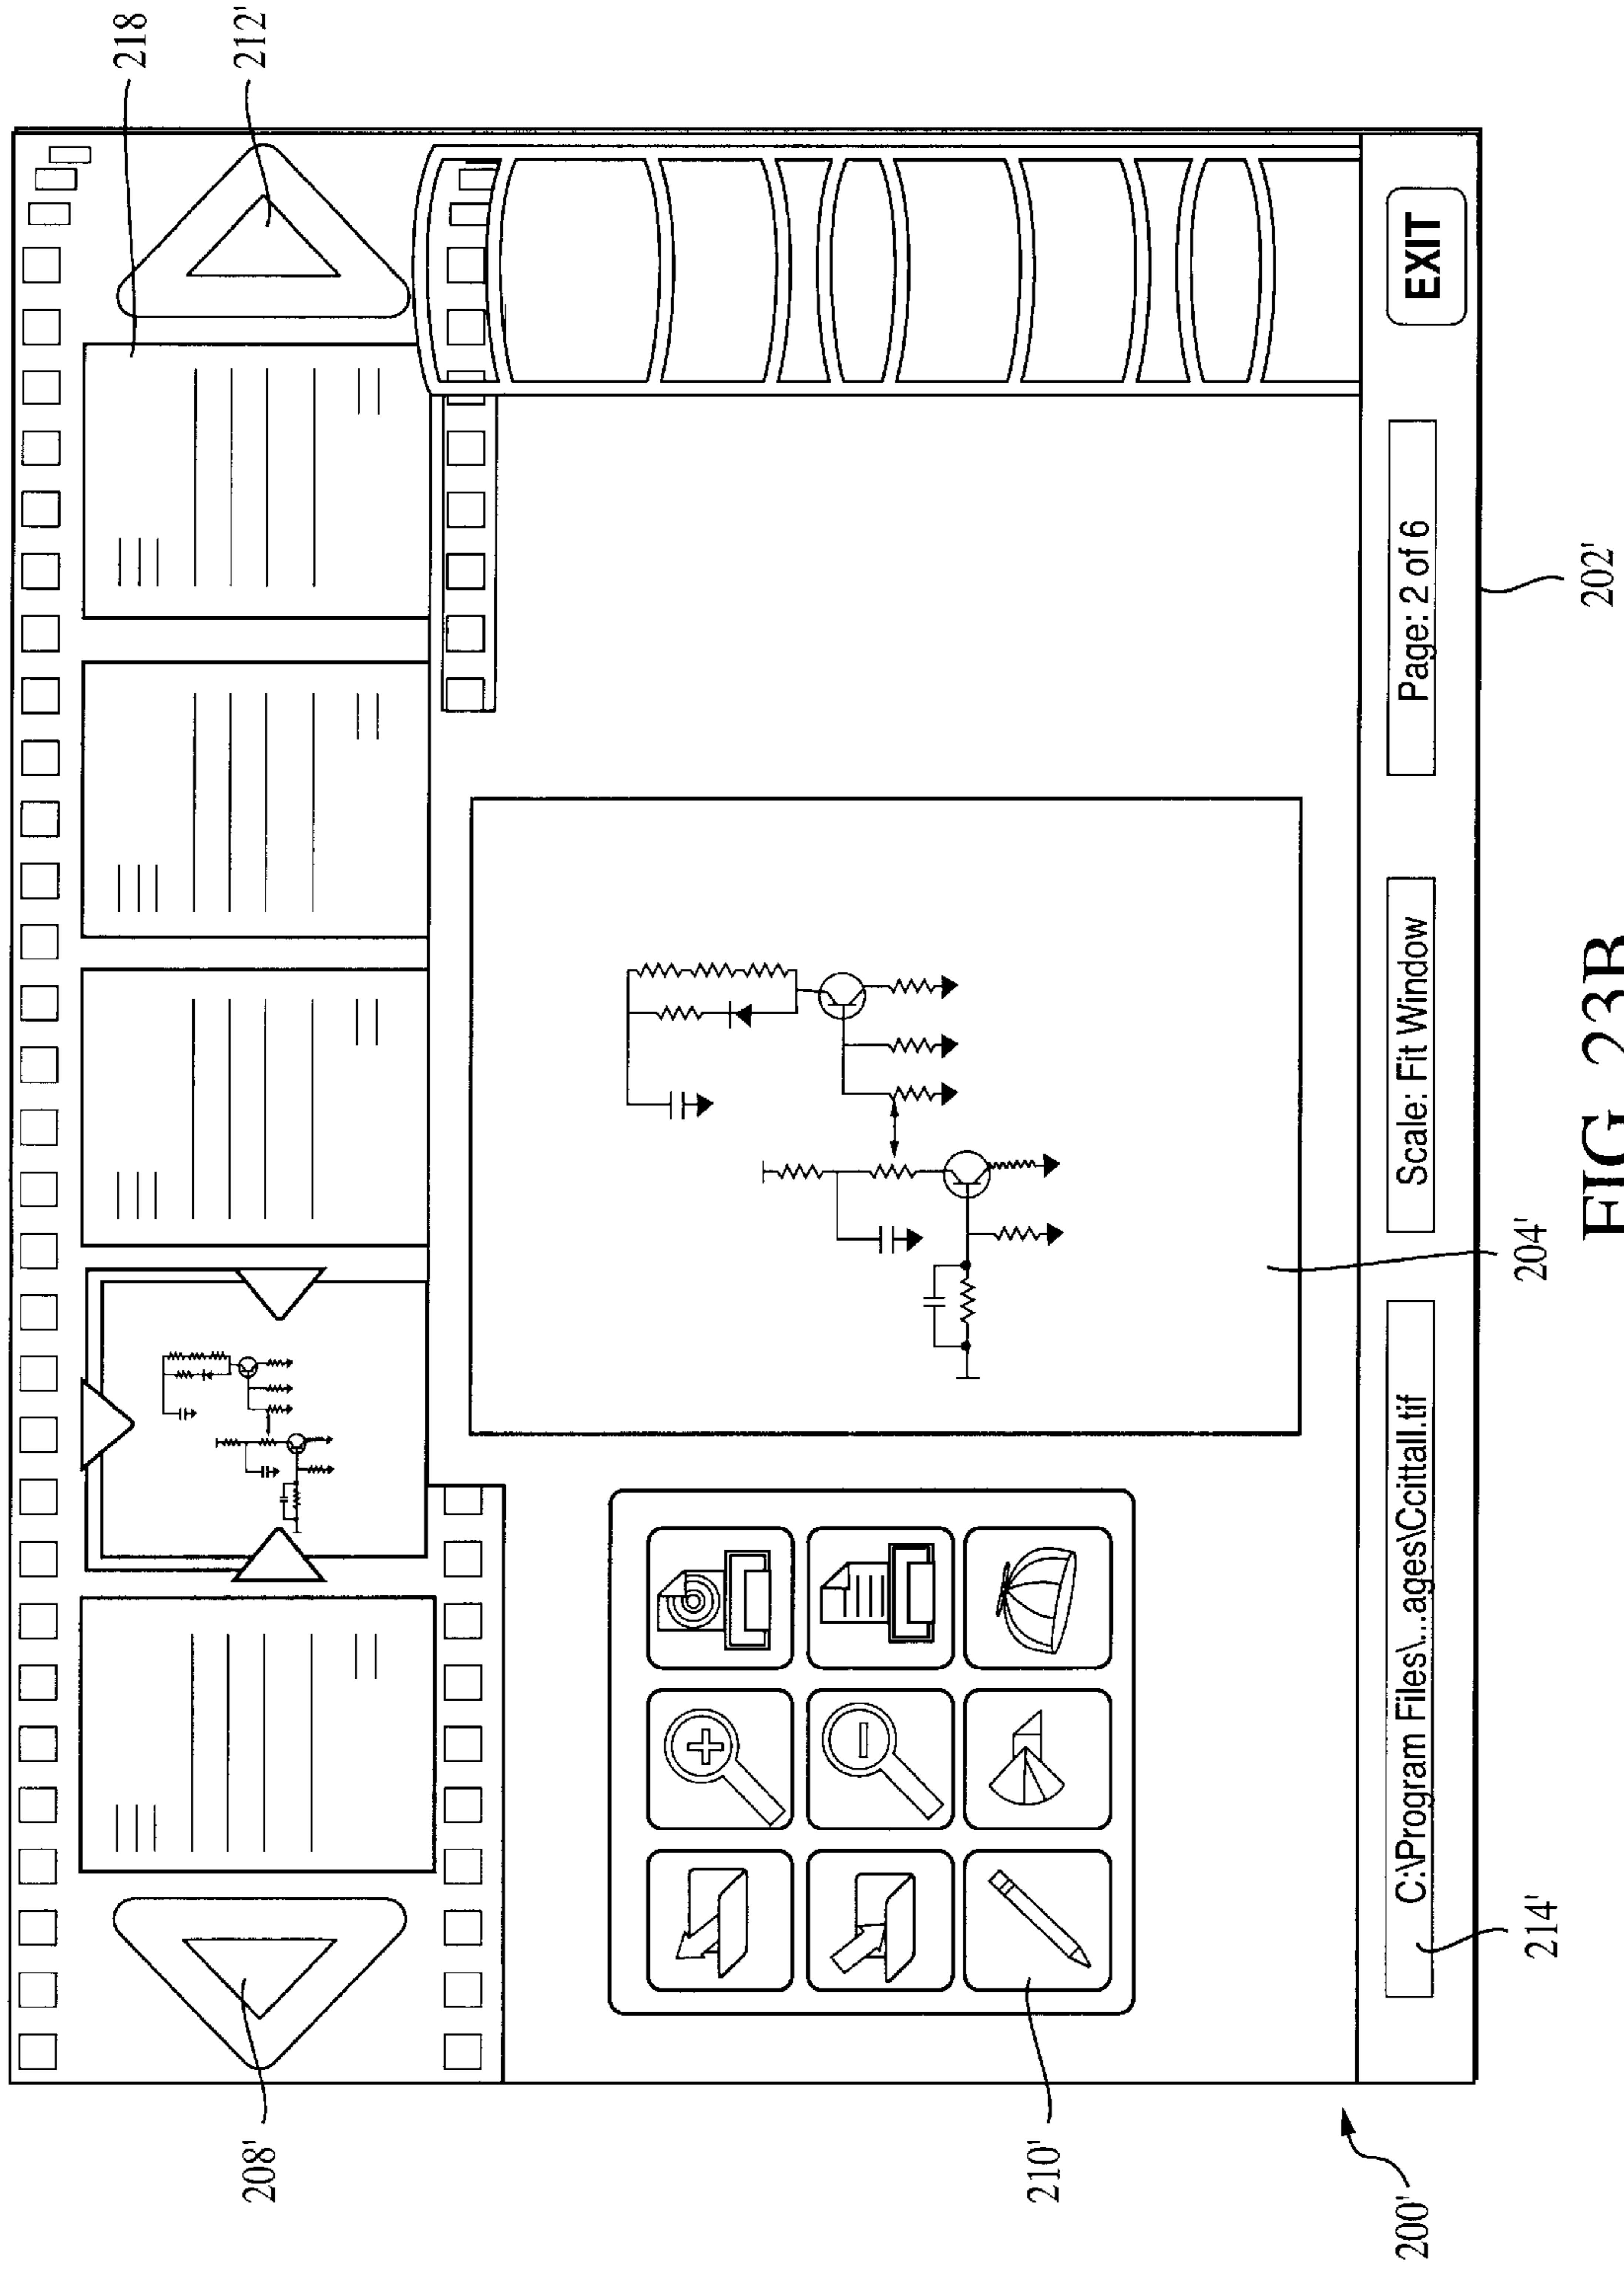 218
212'
208'
210'
EXIT
C:\Program Files\...ages\Ccittall.tif
Scale: Fit Window
Page: 2 of 6
214'
204'
202'
200'
FIG. 23B